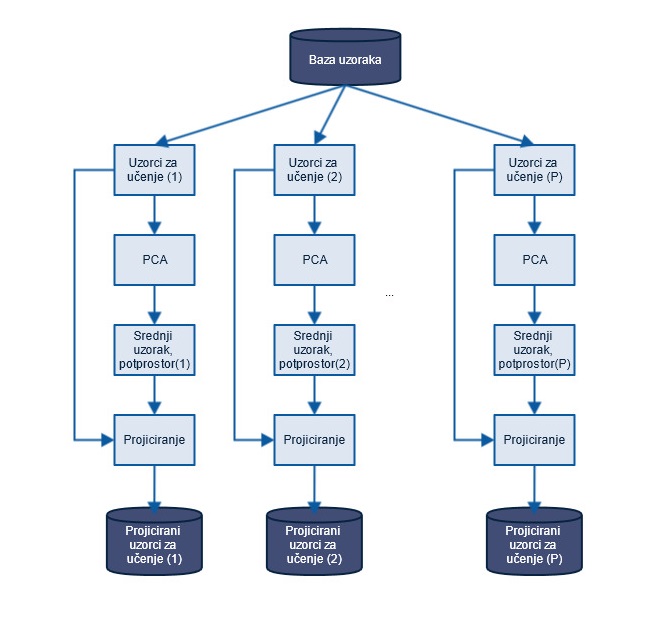 Baza uzoraka
Uzorci za
učenje (1)
Uzorci za
učenje (2)
Uzorci za
učenje (P)
PCA
PCA
PCA
...
Srednji
uzorak,
potprostor(1)
Srednji
uzorak,
potprostor(2)
Srednji
uzorak,
potprostor(P)
Projiciranje
Projiciranje
Projiciranje
Projicirani
uzorci za
učenje (1)
Projicirani
uzorci za
učenje (2)
Projicirani
uzorci za
učenje (P)